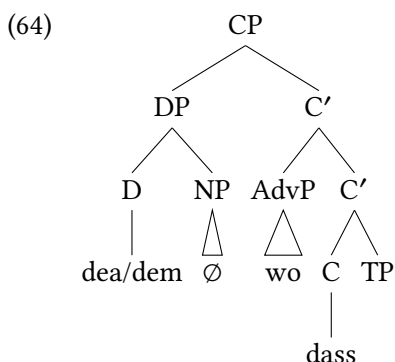 (64) CP
DP C′
D NP AdvP C′
dea/dem ∅ wo C TP
dass